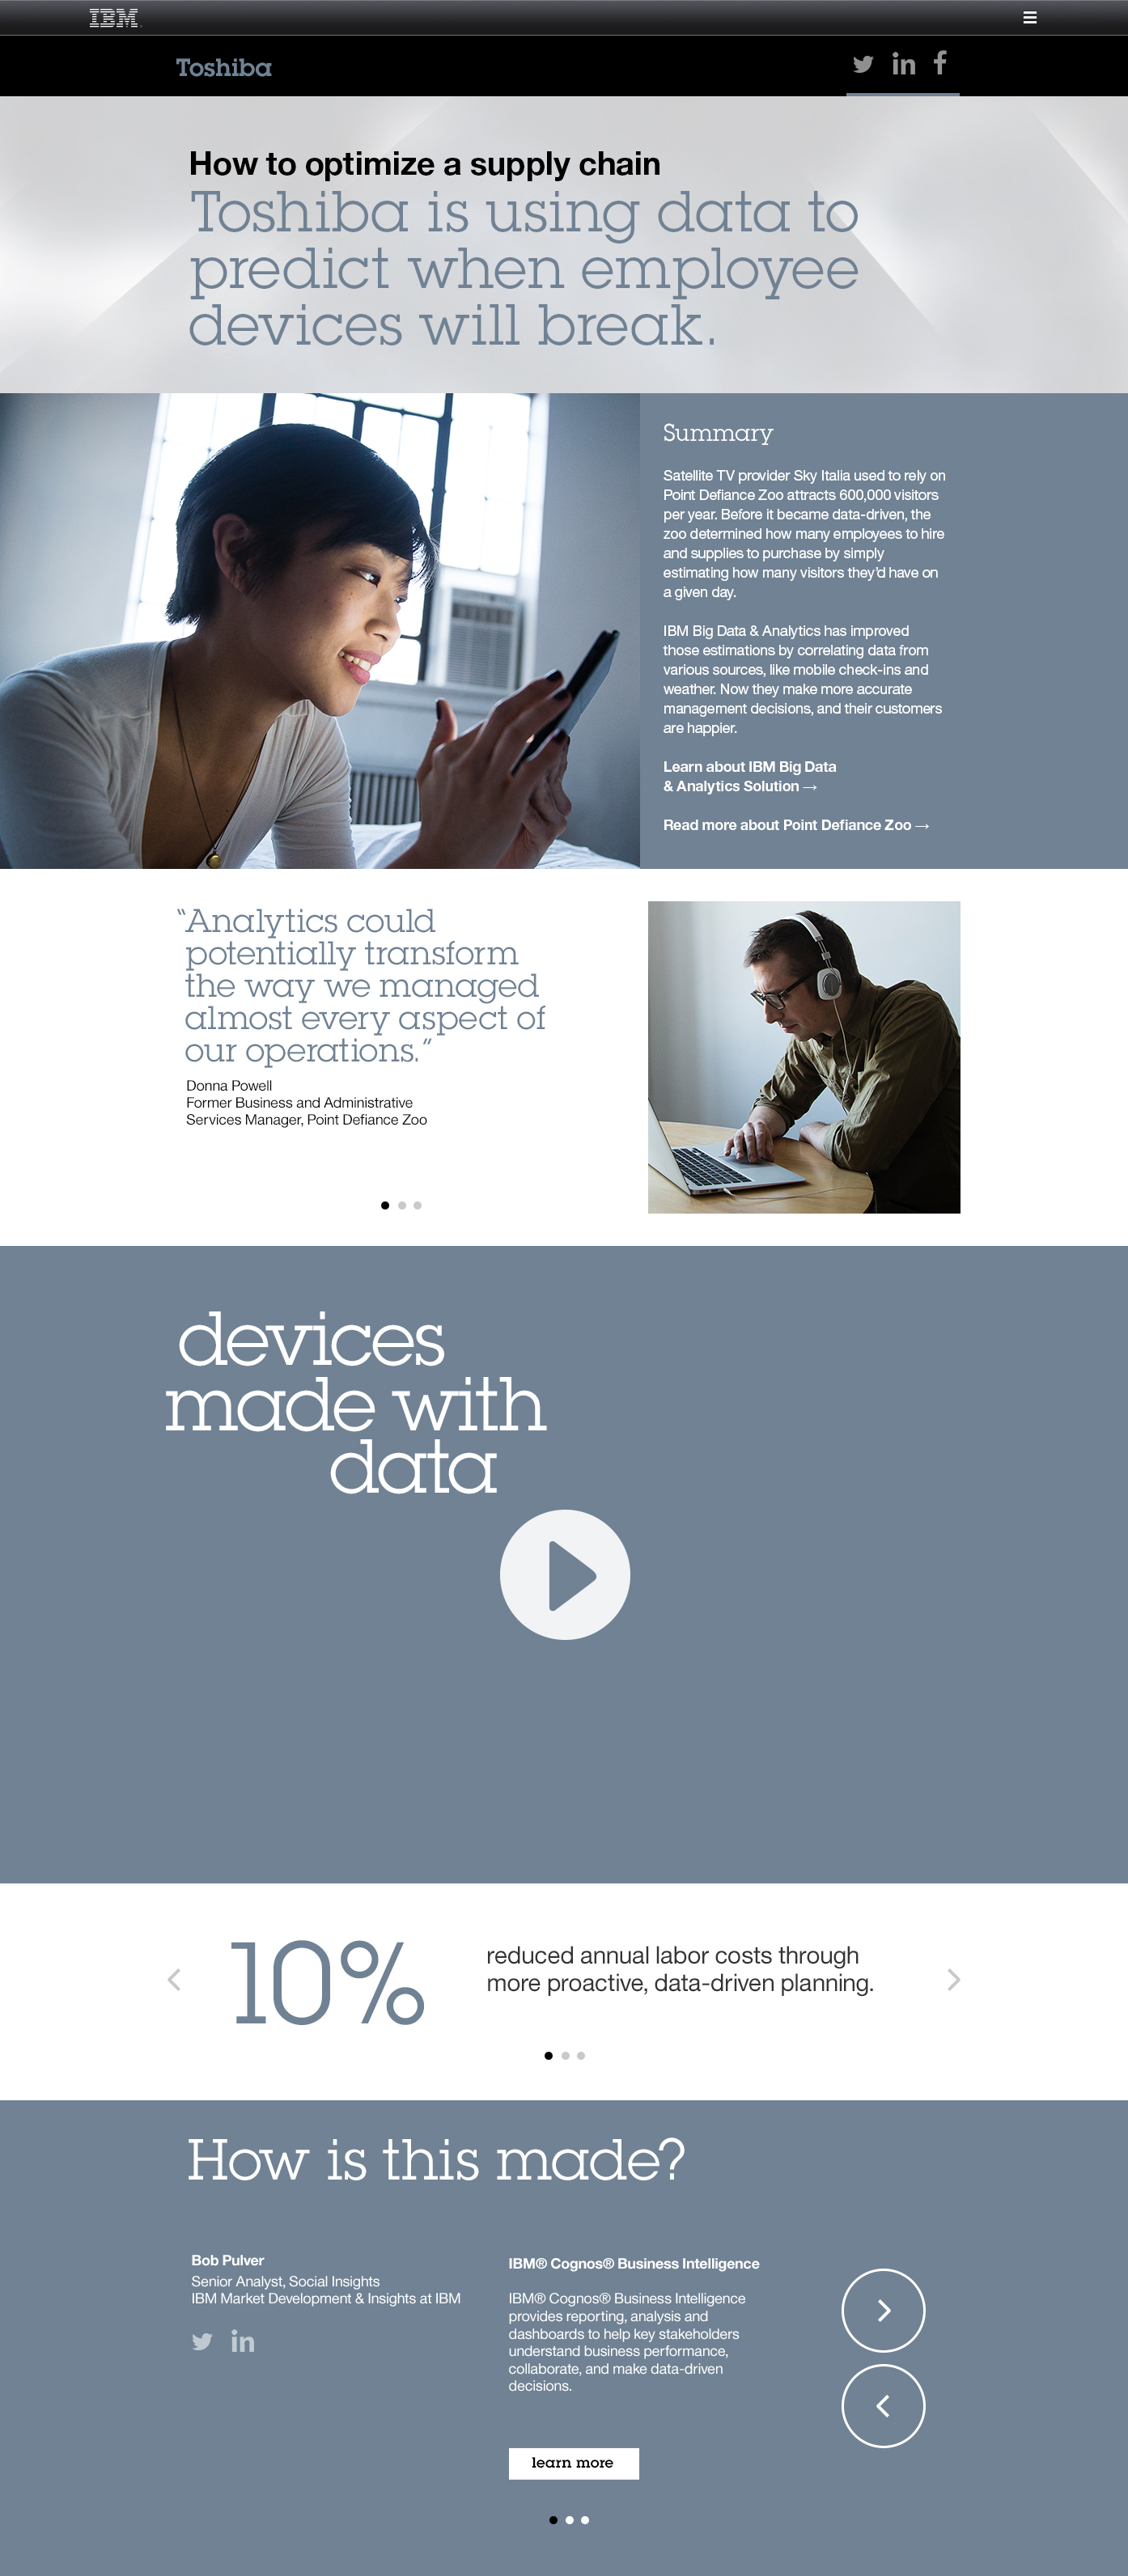 IBM
Toshiba
How to optimize a supply chain
Toshiba is using data to
predict when employee
devices will break.
Summary
Satellite TV provider Sky Italia used to rely on
Point Defiance Zoo attracts 600,000 visitors
per year. Before it became data-driven, the
zoo determined how many employees to hire
and supplies to purchase by simply
estimating how many visitors they'd have on
a given day.
IBM Big Data & Analytics has improved
those estimations by correlating data from
various sources, like mobile check-ins and
weather. Now they make more accurate
management decisions, and their customers
are happier.
Learn about IBM Big Data
& Analytics Solution →
Read more about Point Defiance Zoo →
“Analytics could
potentially transform
the way we managed
almost every aspect of
our operations.”
Donna Powell
Former Business and Administrative
Services Manager, Point Defiance Zoo
devices
made with
data
10%
reduced annual labor costs through
more proactive, data-driven planning.
How is this made?
Bob Pulver
Senior Analyst, Social Insights
IBM Market Development & Insights at IBM
IBM® Cognos® Business Intelligence
IBM® Cognos® Business Intelligence
provides reporting, analysis and
dashboards to help key stakeholders
understand business performance,
collaborate, and make data-driven
decisions.
learn more